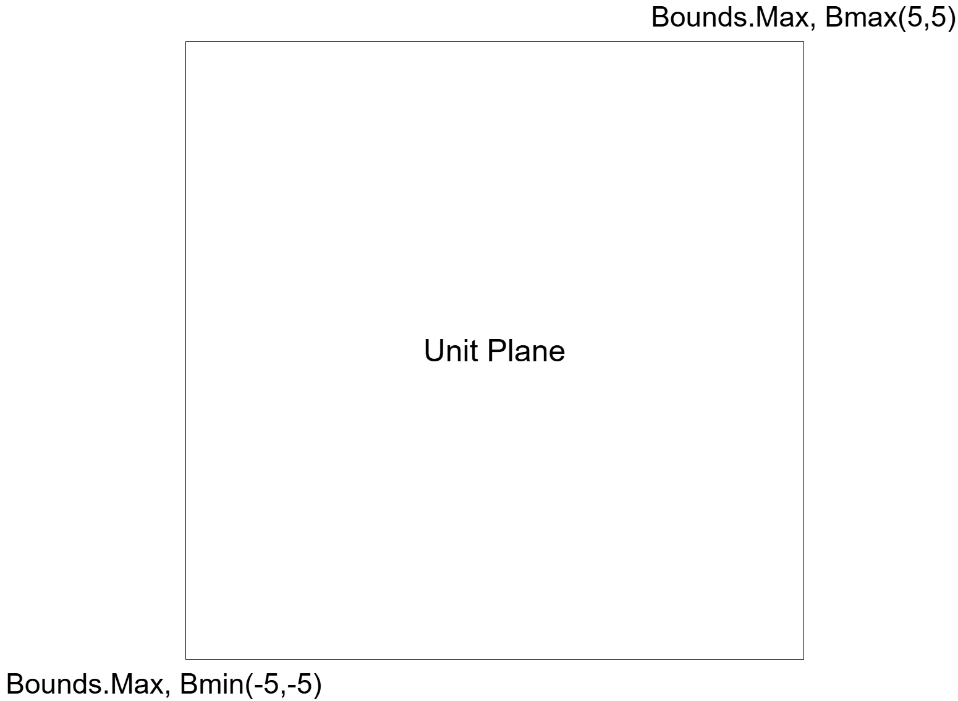 Bounds.Max, Bmax(5,5)
Unit Plane
Bounds.Max, Bmin(-5,-5)